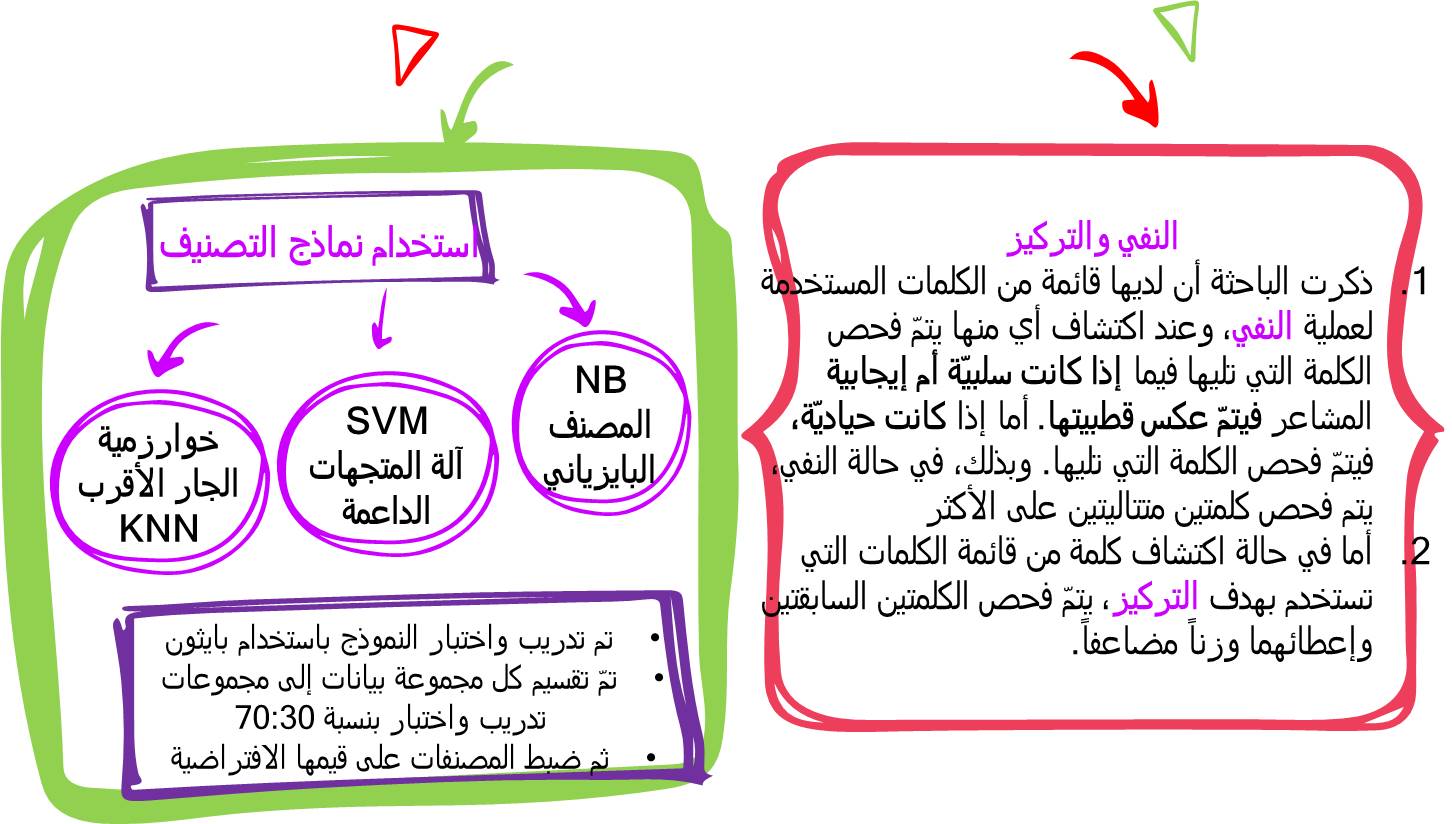 النفي والتركيز
1. ذكرت الباحثة أن لديها قائمة من الكلمات المستخدمة
لعملية النفي، وعند اكتشاف أي منها يتمّ فحص
الكلمة التي تليها فيما إذا كانت سلبيّة أم إيجابية
المشاعر فيتمّ عكس قطبيتها. أما إذا كانت حياديّة،
فيتمّ فحص الكلمة التي تليها. وبذلك، في حالة النفي،
يتم فحص كلمتين متتاليتين على الأكثر
2. أما في حالة اكتشاف كلمة من قائمة الكلمات التي
تستخدم بهدف التركيز، يتمّ فحص الكلمتين السابقتين
وإعطائهما وزناً مضاعفاً.
استخدام نماذج التصنيف
NB
المصنف
البايزياني
SVM
آلة المتجهات
الداعمة
خوارزمية
الجار الأقرب
KNN
• تم تدريب واختبار النموذج باستخدام بايثون
• تمّ تقسيم كل مجموعة بيانات إلى مجموعات
تدريب واختبار بنسبة 70:30
• ثم ضبط المصنفات على قيمها الافتراضية